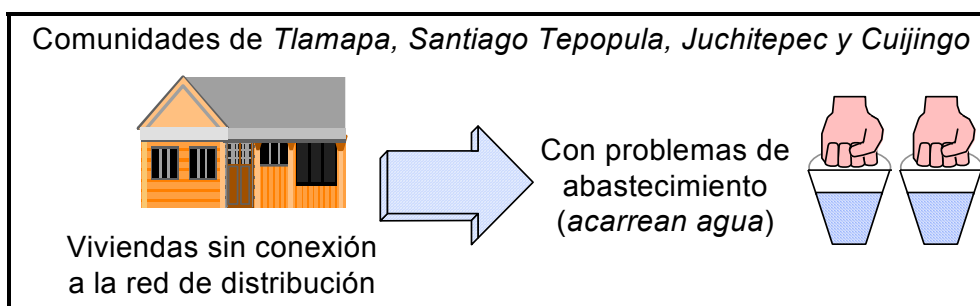 Comunidades de Tlamapa, Santiago Tepopula, Juchitepec y Cuijingo
Viviendas sin conexión
a la red de distribución
Con problemas de
abastecimiento
(acarrean agua)